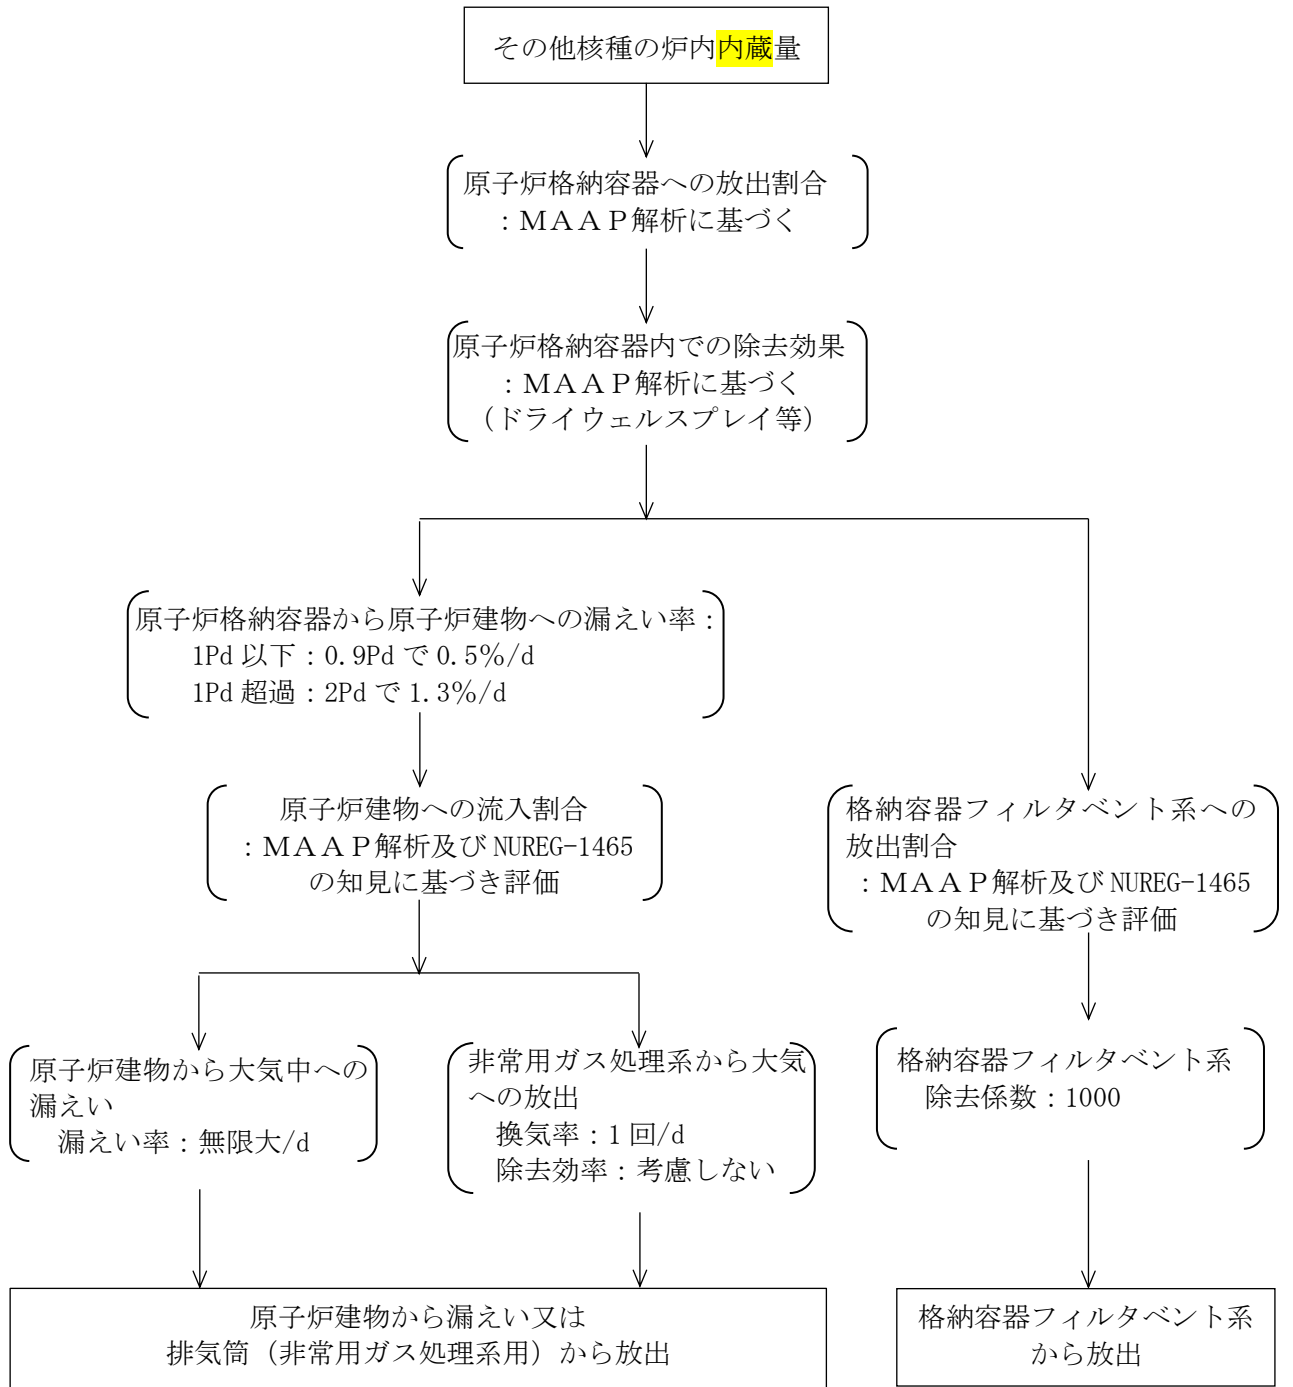 その他核種の炉内内蔵量
原子炉格納容器への放出割合
：ＭＡＡＰ解析に基づく
原子炉格納容器内での除去効果
：ＭＡＡＰ解析に基づく
（ドライウェルスプレイ等）
原子炉格納容器から原子炉建物への漏えい率：
1Pd 以下：0.9Pd で 0.5％/d
1Pd 超過：2Pd で 1.3％/d
原子炉建物への流入割合
：ＭＡＡＰ解析及び NUREG-1465
の知見に基づき評価
格納容器フィルタベント系への
放出割合
：ＭＡＡＰ解析及び NUREG-1465
の知見に基づき評価
原子炉建物から大気中への
漏えい
漏えい率：無限大/d
非常用ガス処理系から大気
への放出
換気率：1 回/d
除去効率：考慮しない
格納容器フィルタベント系
除去係数：1000
原子炉建物から漏えい又は
排気筒（非常用ガス処理系用）から放出
格納容器フィルタベント系
から放出